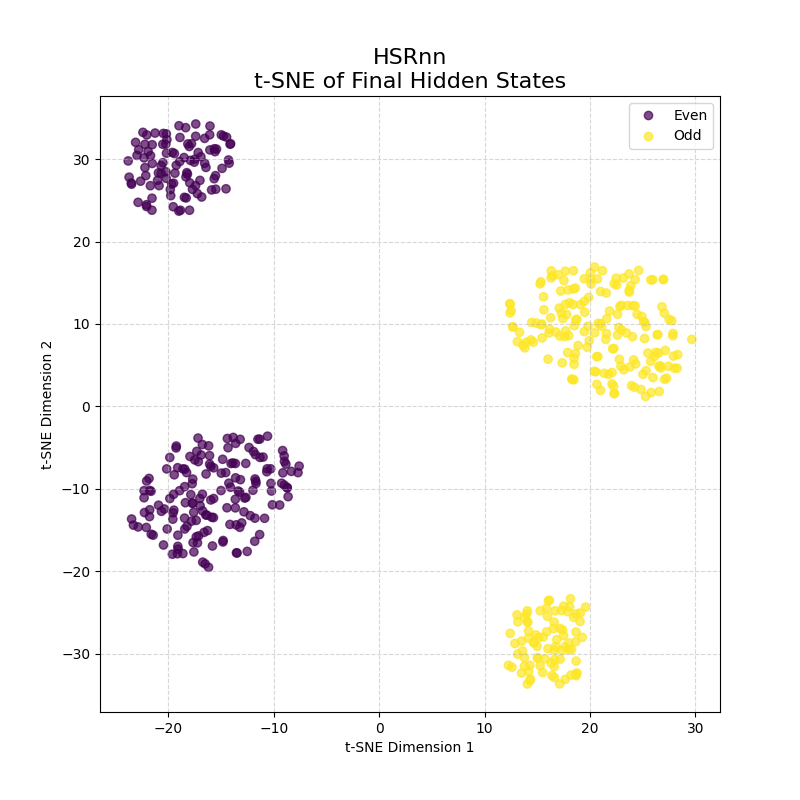 HSRnn
t-SNE of Final Hidden States
Even
Odd
30
20
10
0
−10
−20
−30
t-SNE Dimension 2
−20
−10
0
10
20
30
t-SNE Dimension 1